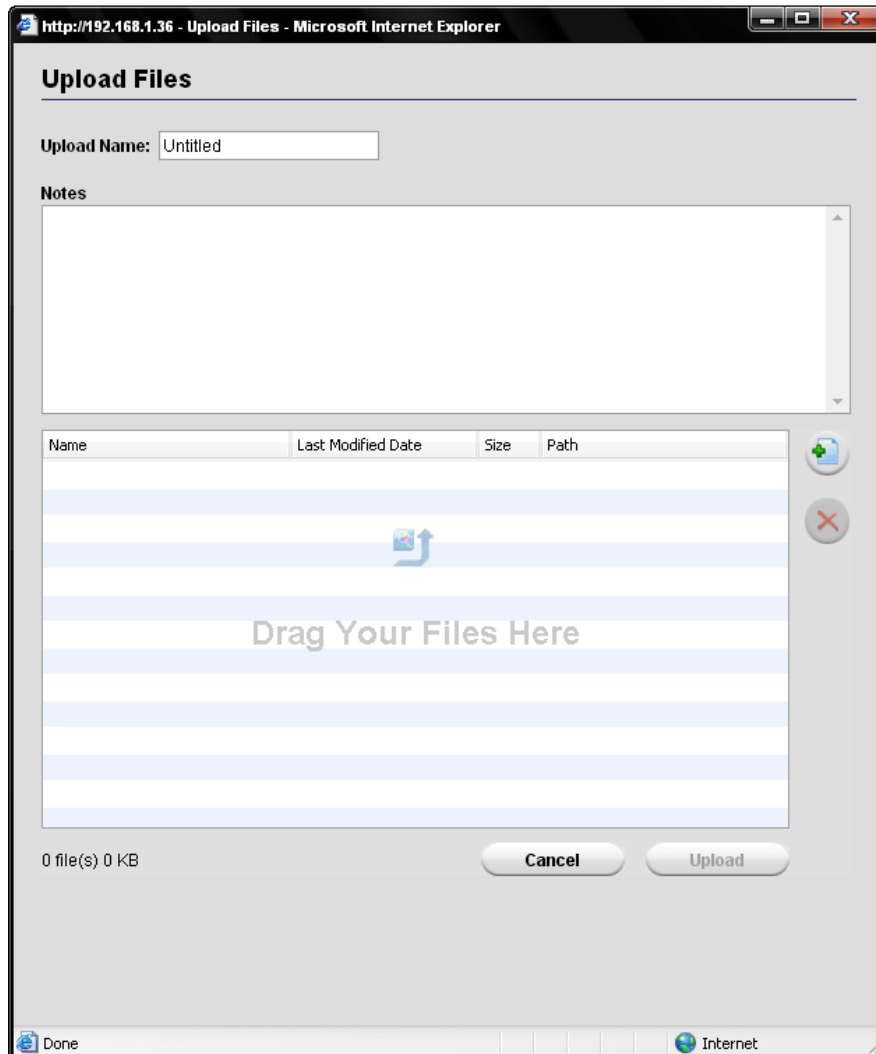 http://192.168.1.36 - Upload Files - Microsoft Internet Explorer
Upload Files
Upload Name: Untitled
Notes
Name Last Modified Date Size Path
Drag Your Files Here
0 file(s) 0 KB Cancel Upload
Done Internet